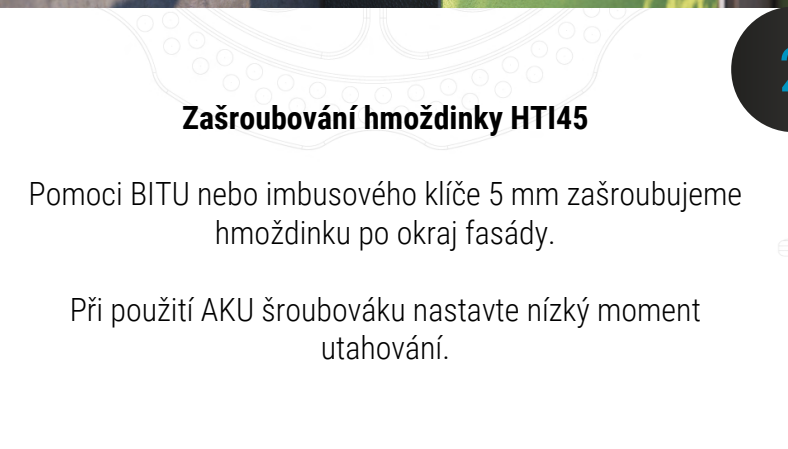 Zašroubování hmoždinky HTI45
Pomoci BITU nebo imbusového klíče 5 mm zašroubujeme
hmoždinku po okraj fasády.
Při použití AKU šroubováku nastavte nízký moment
utahování.